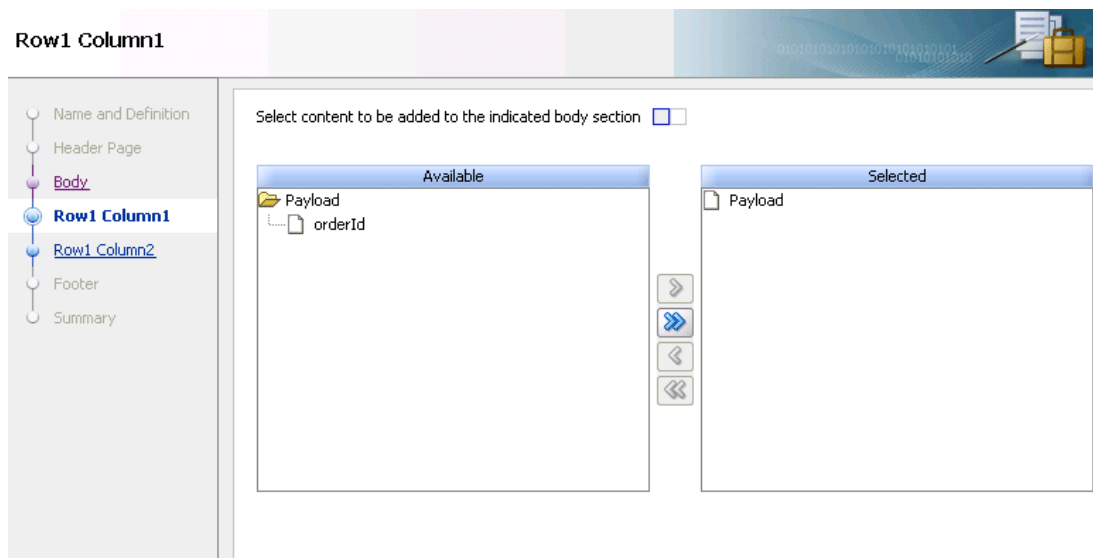 Row1 Column1
Name and Definition
Header Page
Body
Row1 Column1
Row1 Column2
Footer
Summary
Select content to be added to the indicated body section
Available
Payload
orderId
Selected
Payload